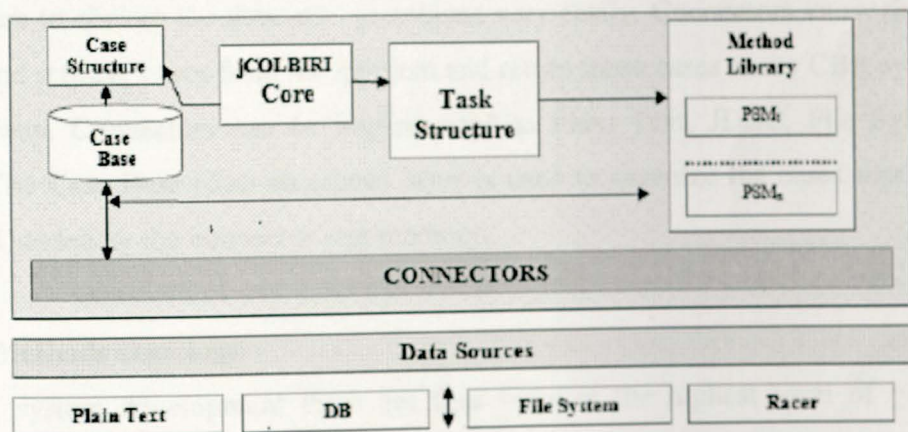 Case
Structure
jCOLBIRI
Core
Task
Structure
Method
Library
PSM₁
PSMₙ
Case
Base
CONNECTORS
Data Sources
Plain Text
DB
File System
Racer